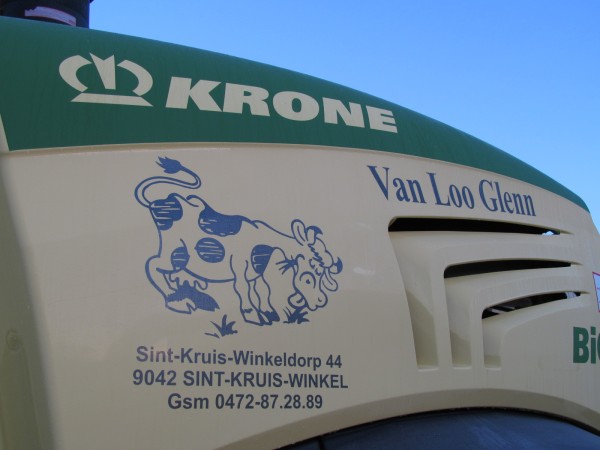 KRONE
Van Loo Glenn
Sint-Kruis-Winkeldorp 44
9042 SINT-KRUIS-WINKEL
Gsm 0472-87.28.89